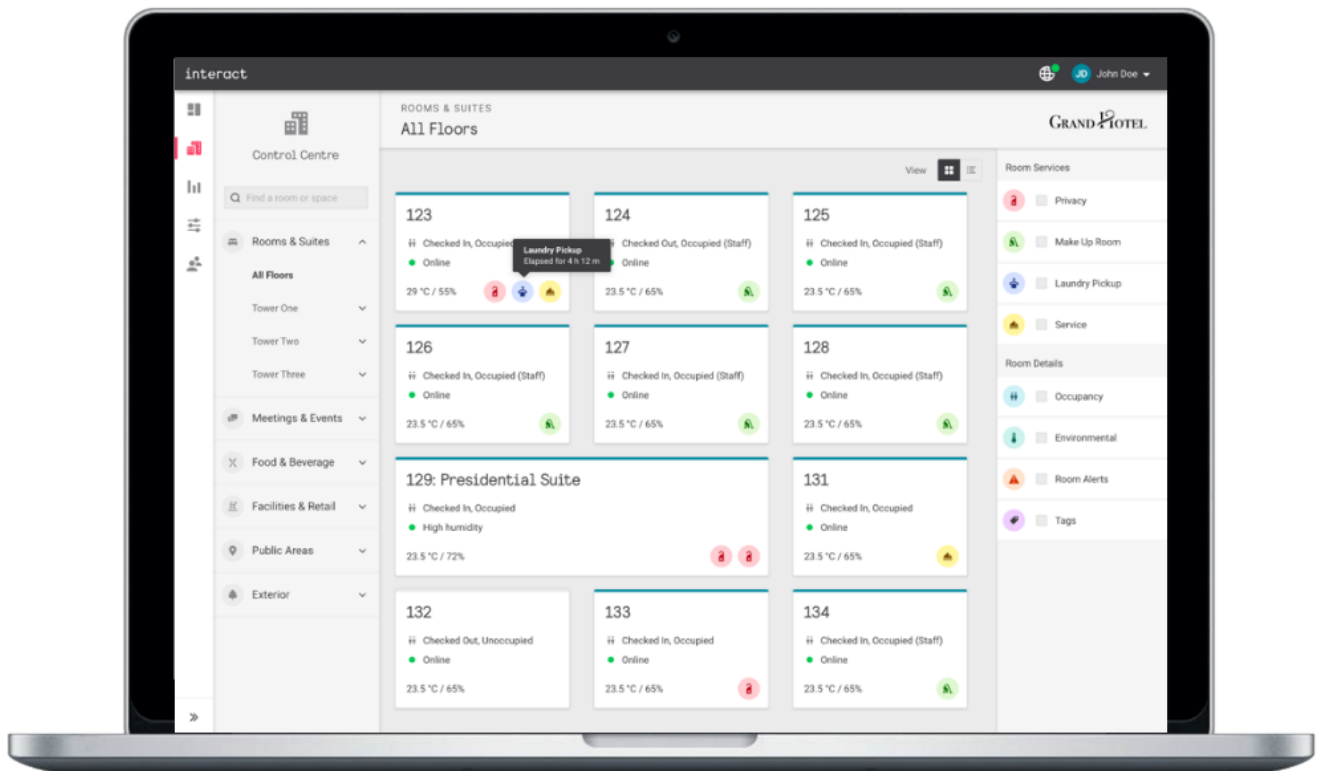 interact
JD John Doe
Control Centre
Find a room or space
Rooms & Suites
All Floors
Tower One
Tower Two
Tower Three
Meetings & Events
Food & Beverage
Facilities & Retail
Public Areas
Exterior
ROOMS & SUITES
All Floors
GRAND HOTEL
View
123
Checked In, Occupied
Online
29 °C / 55%
Laundry Pickup
Elapsed for 4 h 12 m
124
Checked Out, Occupied (Staff)
Online
23.5 °C / 65%
125
Checked In, Occupied (Staff)
Online
23.5 °C / 65%
126
Checked In, Occupied (Staff)
Online
23.5 °C / 65%
127
Checked In, Occupied (Staff)
Online
23.5 °C / 65%
128
Checked In, Occupied (Staff)
Online
23.5 °C / 65%
129: Presidential Suite
Checked In, Occupied
High humidity
23.5 °C / 72%
131
Checked In, Occupied
Online
23.5 °C / 65%
132
Checked Out, Unoccupied
Online
23.5 °C / 65%
133
Checked In, Occupied
Online
23.5 °C / 65%
134
Checked In, Occupied (Staff)
Online
23.5 °C / 65%
Room Services
Privacy
Make Up Room
Laundry Pickup
Service
Room Details
Occupancy
Environmental
Room Alerts
Tags